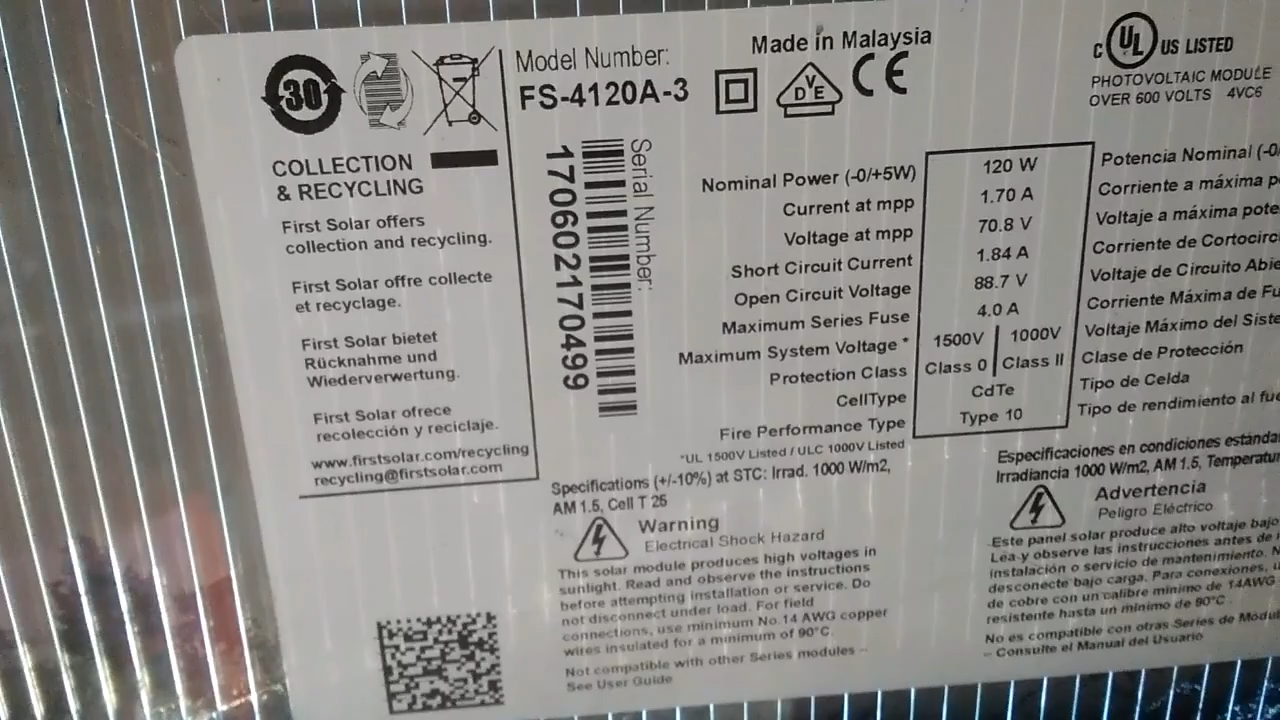 30
Model Number:
FS-4120A-3
Made in Malaysia
D V E
CE
C UL US LISTED
PHOTOVOLTAIC MODULE
OVER 600 VOLTS 4VC6
COLLECTION
& RECYCLING
First Solar offers
collection and recycling.
First Solar offre collecte
et recyclage.
First Solar bietet
Rücknahme und
Wiederverwertung.
First Solar ofrece
recolección y reciclaje.
www.firstsolar.com/recycling
recycling@firstsolar.com
Serial Number:
170602170499
Nominal Power (-0/+5W) 120 W Potencia Nominal (-0/
Current at mpp 1.70 A Corriente a máxima
Voltage at mpp 70.8 V Voltaje a máxima
Short Circuit Current 1.84 A Corriente de
Open Circuit Voltage 88.7 V Voltaje de Circuito
Maximum Series Fuse 4.0 A Corriente Máxima de
Maximum System Voltage * 1500V 1000V Voltaje Máximo del
Protection Class Class 0 Class II Clase de Protección
CellType CdTe Tipo de Celda
Fire Performance Type Type 10 Tipo de rendimiento al
*UL 1500V Listed / ULC 1000V Listed
Specifications (+/-10%) at STC: Irrad. 1000 W/m2,
AM 1.5, Cell T 25
Warning
Electrical Shock Hazard
This solar module produces high voltages in
sunlight. Read and observe the instructions
before attempting installation or service. Do
not disconnect under load. For field
connections, use minimum No.14 AWG copper
wires insulated for a minimum of 90°C.
Not compatible with other Series modules –
See User Guide
Especificaciones en condiciones
Irradiancia 1000 W/m2, AM 1.5,
Advertencia
Peligro Eléctrico
Este panel solar produce alto voltaje bajo
Lea y observe las instrucciones antes de
instalación o servicio de mantenimiento.
desconecte bajo carga. Para conexiones,
de cobre con un calibre mínimo de 14AWG
resistente hasta un mínimo de 90°C.
No es compatible con otras Series de
– Consulte el Manual del Usuario